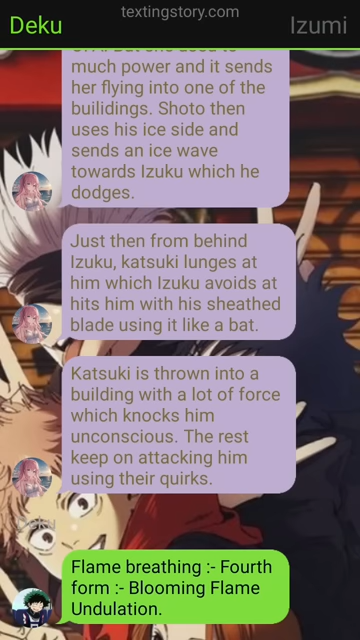 textingstory.com
Deku
Izumi
much power and it sends
her flying into one of the
builidings. Shoto then
uses his ice side and
sends an ice wave
towards Izuku which he
dodges.
Just then from behind
Izuku, katsuki lunges at
him which Izuku avoids at
hits him with his sheathed
blade using it like a bat.
Katsuki is thrown into a
building with a lot of force
which knocks him
unconscious. The rest
keep on attacking him
using their quirks.
Flame breathing :- Fourth
form :- Blooming Flame
Undulation.